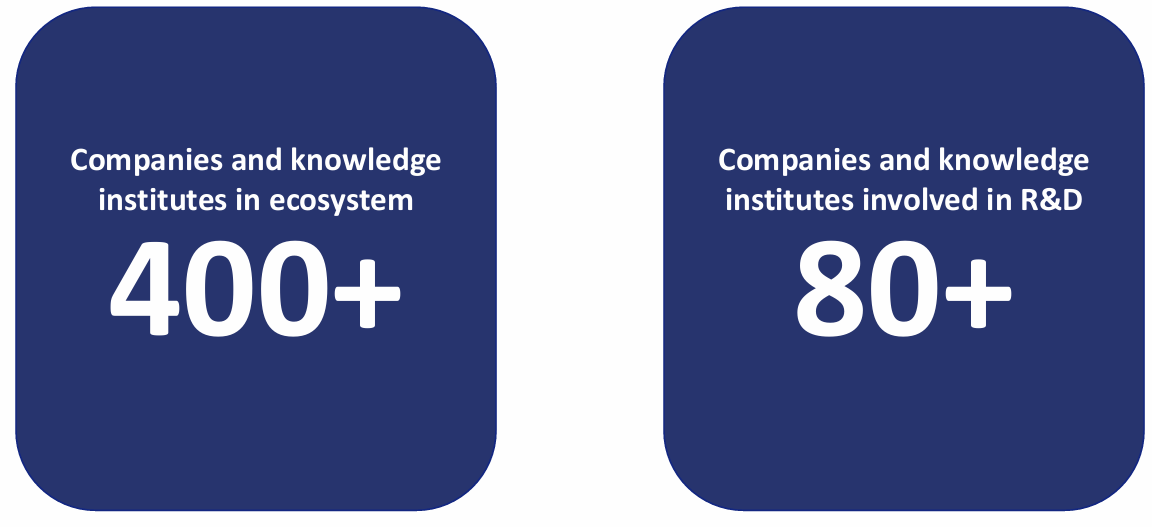 Companies and knowledge
institutes in ecosystem
400+
Companies and knowledge
institutes involved in R&D
80+